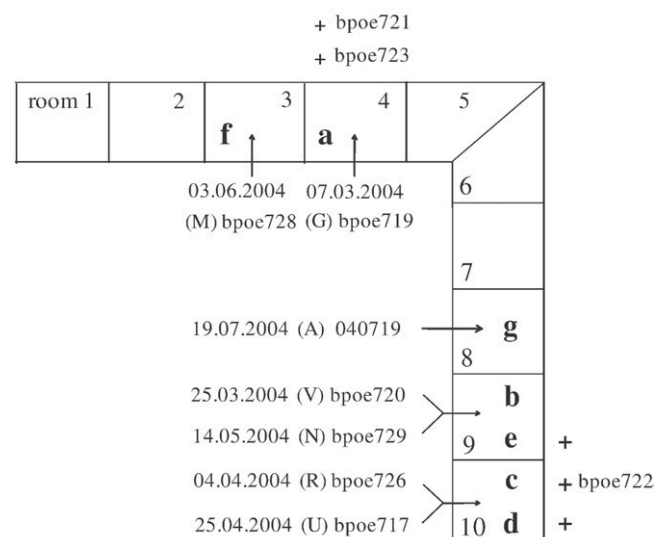 + bpoe721
+ bpoe723
room 1 2 3 4 5
f a
03.06.2004 07.03.2004
(M) bpoe728 (G) bpoe719
6
7
19.07.2004 (A) 040719 g
8
25.03.2004 (V) bpoe720 b
14.05.2004 (N) bpoe729 9 e +
04.04.2004 (R) bpoe726 c + bpoe722
25.04.2004 (U) bpoe717 10 d +